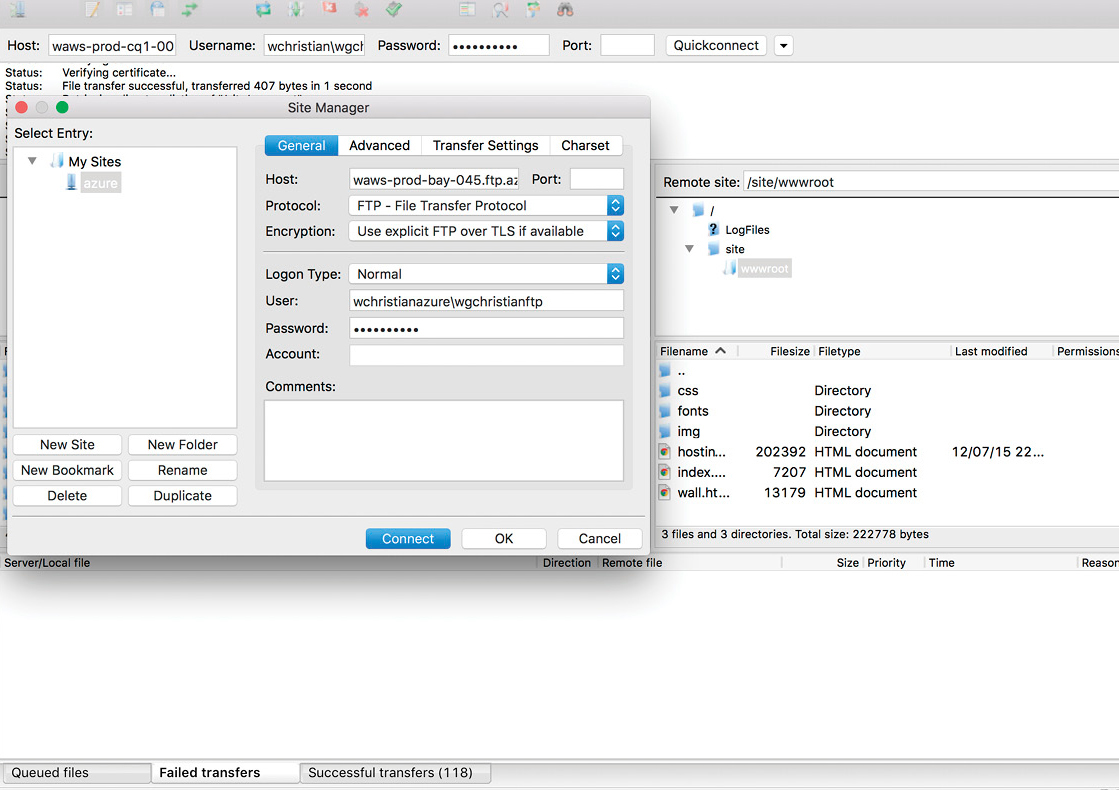 Host: waws-prod-cq1-00 Username: wchristian\wgch Password: •••••••••• Port: Quickconnect
Status: Verifying certificate...
Status: File transfer successful, transferred 407 bytes in 1 second
Site Manager
Select Entry:
My Sites
azure
New Site New Folder
New Bookmark Rename
Delete Duplicate
General Advanced Transfer Settings Charset
Host: waws-prod-bay-045.ftp.az Port:
Protocol: FTP - File Transfer Protocol
Encryption: Use explicit FTP over TLS if available
Logon Type: Normal
User: wchristianazure\wgchristianftp
Password: ••••••••••
Account:
Comments:
Connect OK Cancel
Remote site: /site/wwwroot
/
? LogFiles
site
wwwroot
Filename Filesize Filetype Last modified Permissions
..
css Directory
fonts Directory
img Directory
hostin... 202392 HTML document 12/07/15 22...
index.... 7207 HTML document
wall.ht... 13179 HTML document
3 files and 3 directories. Total size: 222778 bytes
Server/Local file Direction Remote file Size Priority Time Reason
Queued files Failed transfers Successful transfers (118)